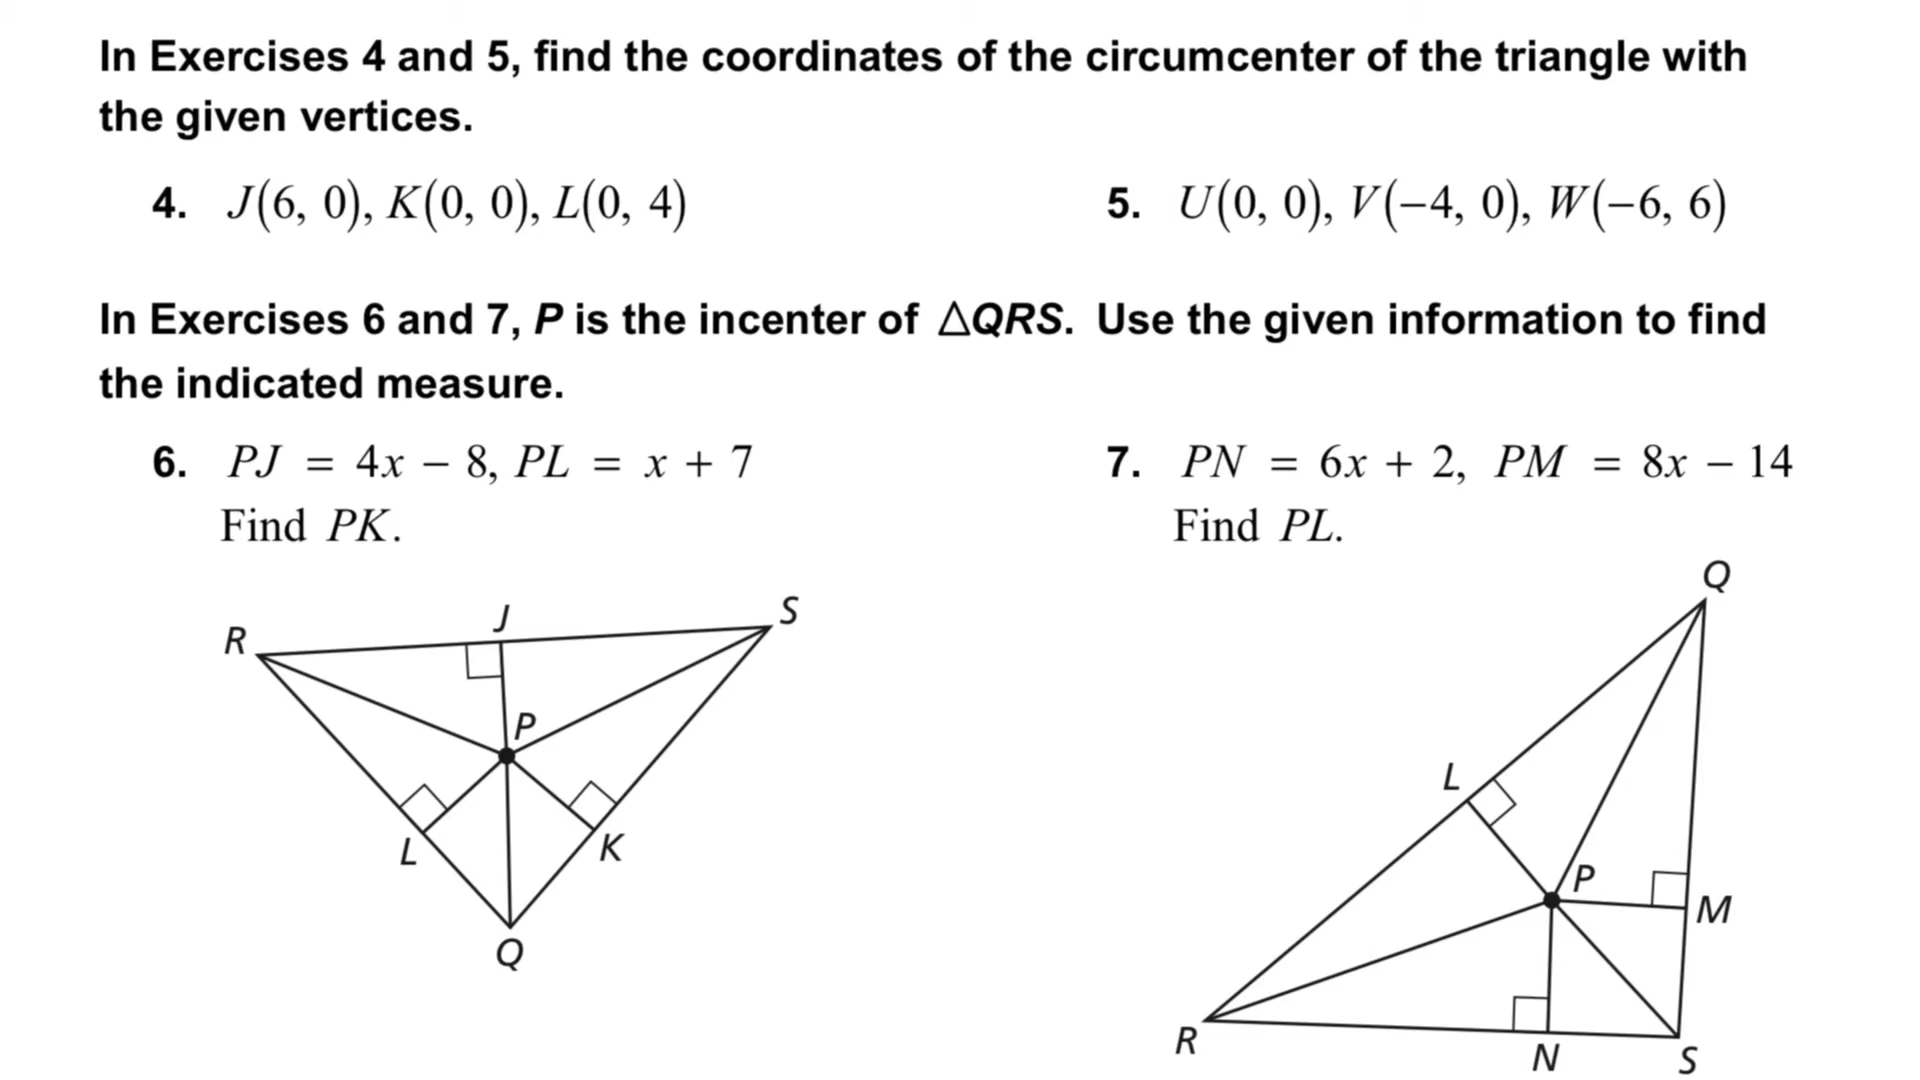 In Exercises 4 and 5, find the coordinates of the circumcenter of the triangle with
the given vertices.
4. J(6, 0), K(0, 0), L(0, 4)
5. U(0, 0), V(−4, 0), W(−6, 6)
In Exercises 6 and 7, P is the incenter of △QRS. Use the given information to find
the indicated measure.
6. PJ = 4x − 8, PL = x + 7
Find PK.
7. PN = 6x + 2, PM = 8x − 14
Find PL.
R
J
S
P
L
K
Q
Q
L
P
M
R
N
S